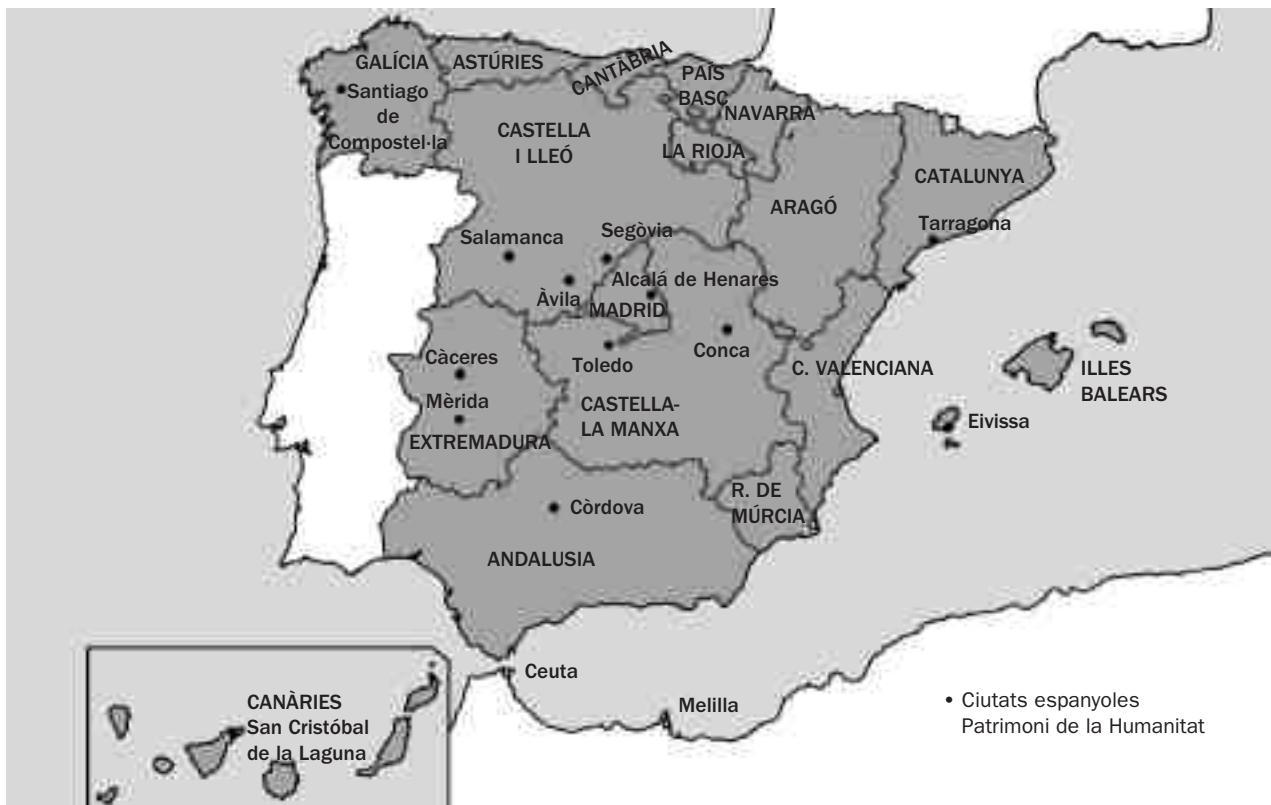 GALÍCIA
ASTÚRIES
CANTÀBRIA
PAÍS
BASC
NAVARRA
Santiago
de
Compostel·la
CASTELLA
I LLEÓ
LA RIOJA
CATALUNYA
ARAGÓ
Tarragona
Salamanca
Segòvia
Alcalá de Henares
Àvila
MADRID
Càceres
Toledo
Conca
C. VALENCIANA
ILLES
BALEARS
Mèrida
CASTELLA-
LA MANXA
Eivissa
EXTREMADURA
R. DE
MÚRCIA
Còrdova
ANDALUSIA
Ceuta
Melilla
CANÀRIES
San Cristóbal
de la Laguna
• Ciutats espanyoles
Patrimoni de la Humanitat